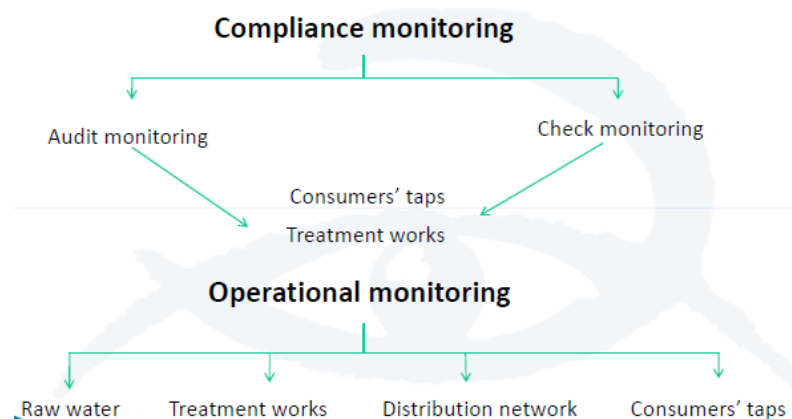 Compliance monitoring
Audit monitoring
Check monitoring
Consumers’ taps
Treatment works
Operational monitoring
Raw water
Treatment works
Distribution network
Consumers’ taps